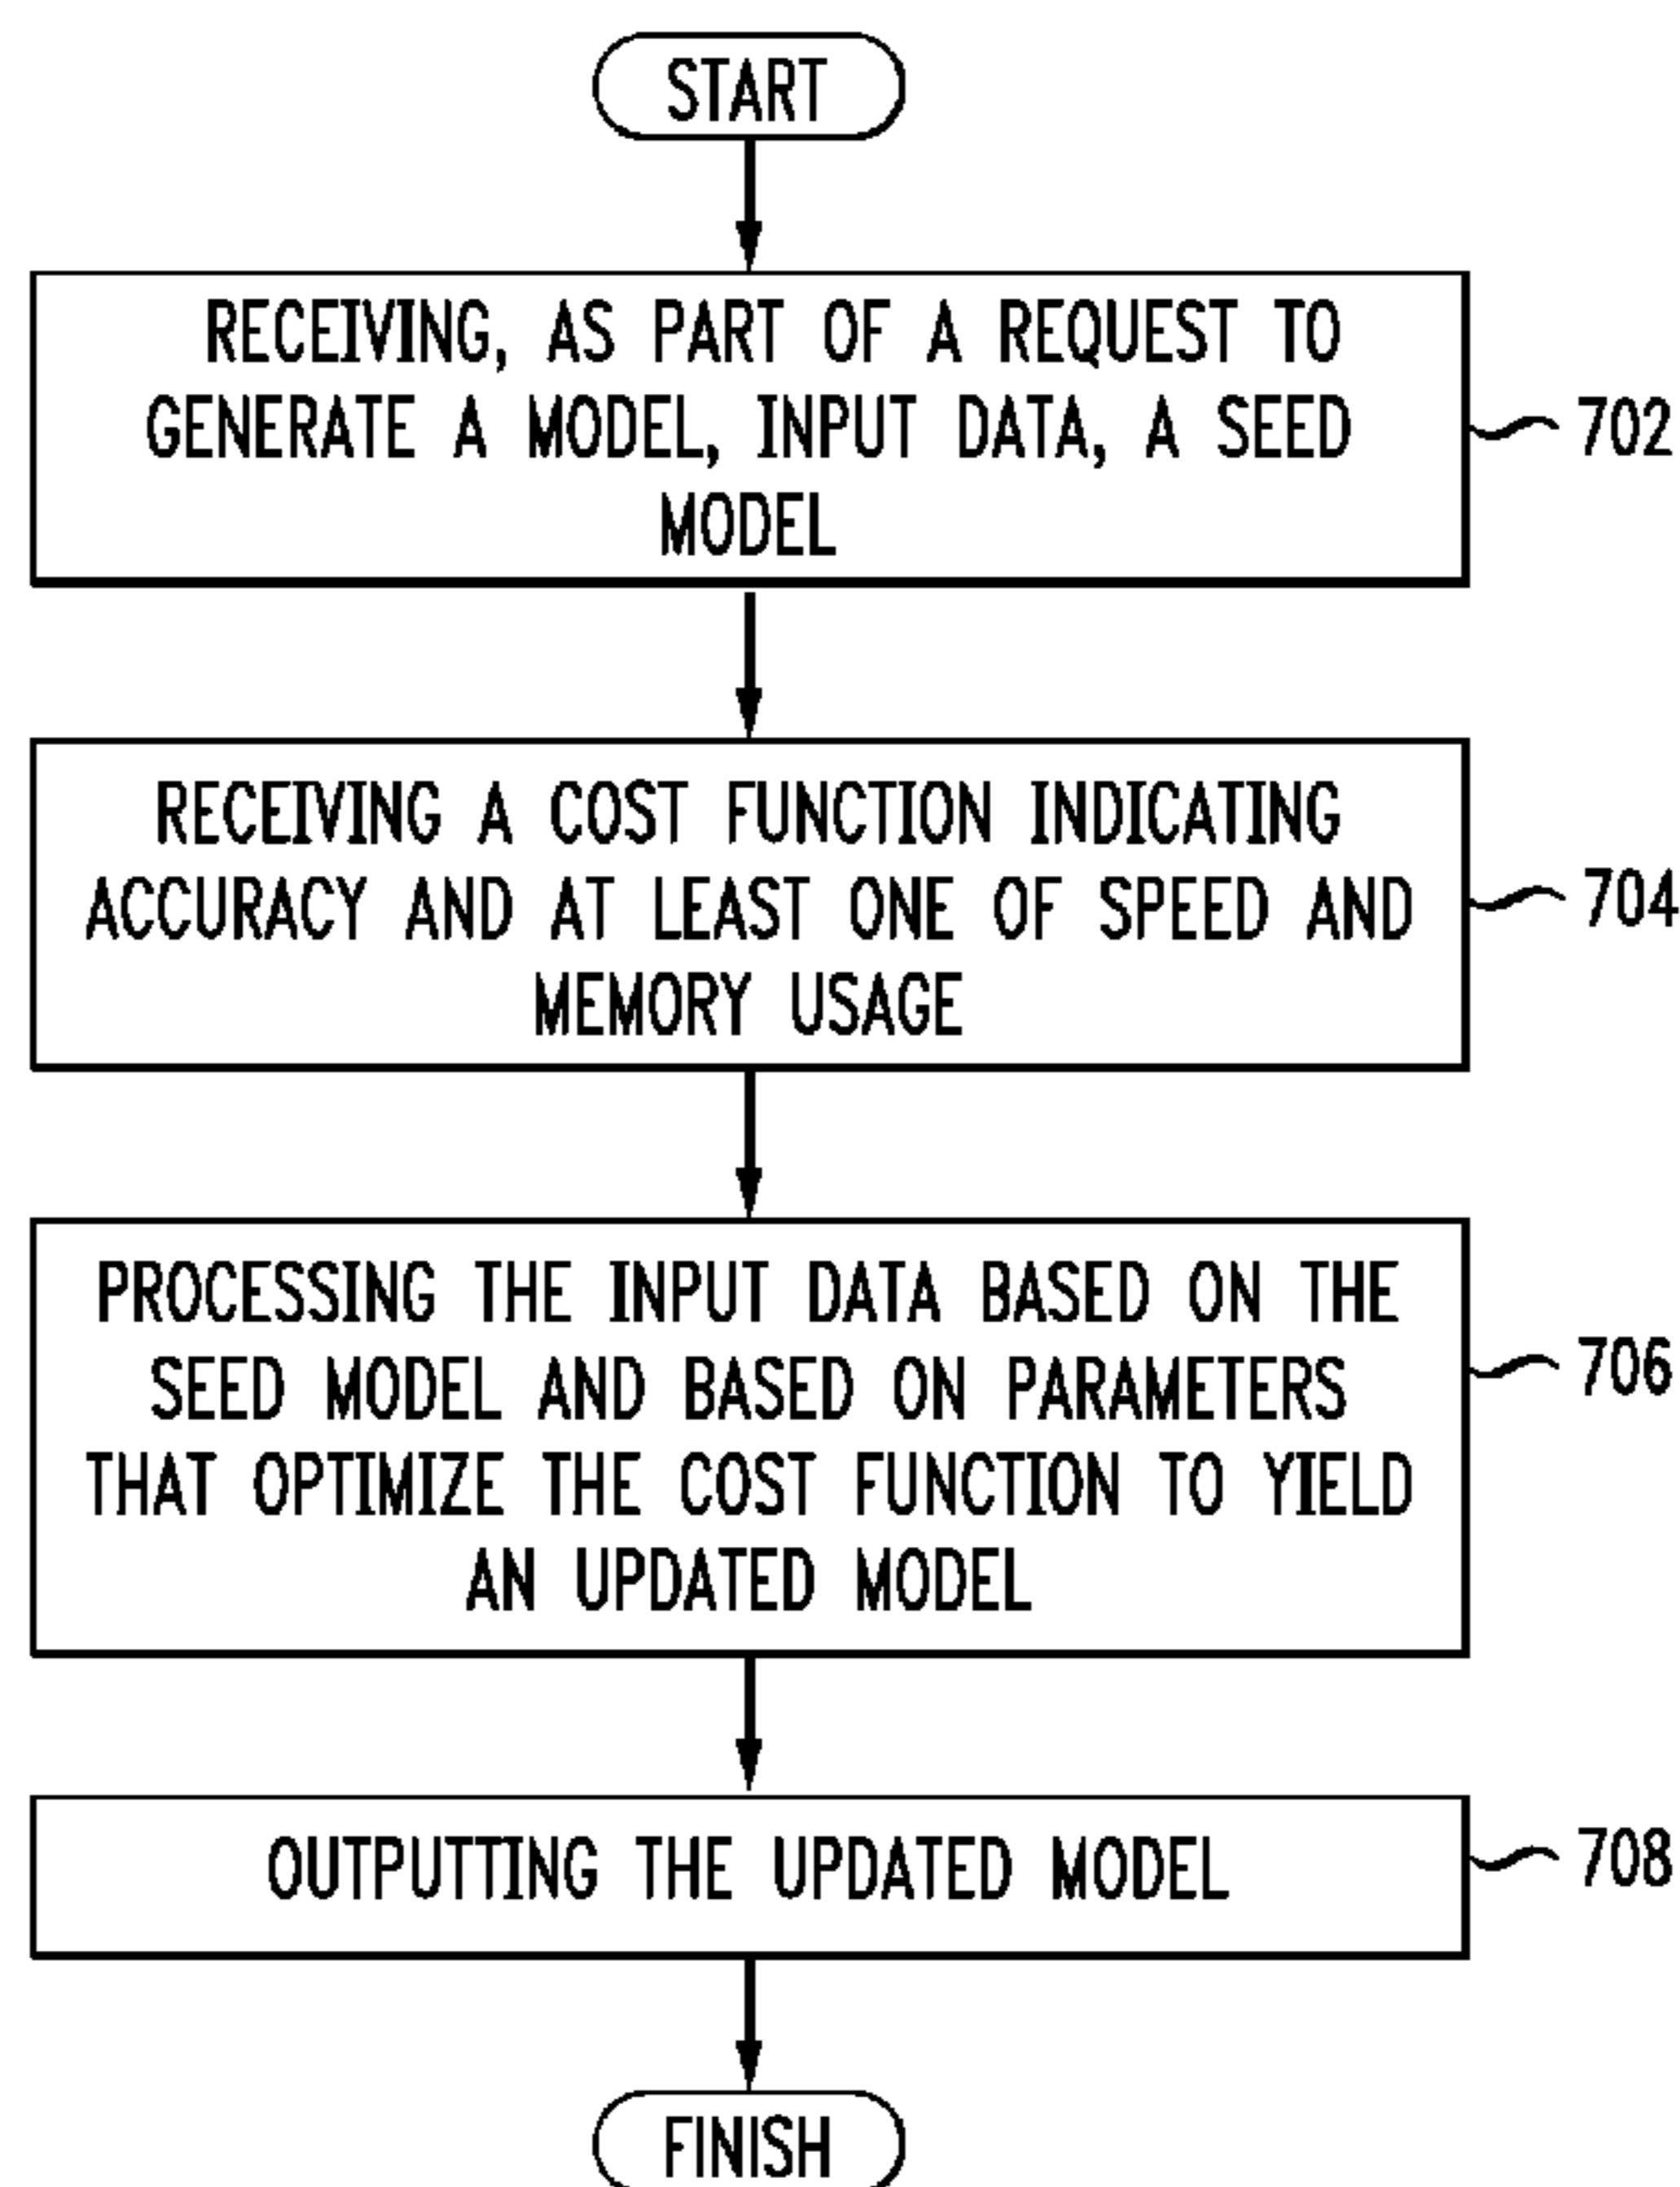 START
RECEIVING, AS PART OF A REQUEST TO
GENERATE A MODEL, INPUT DATA, A SEED
MODEL
702
RECEIVING A COST FUNCTION INDICATING
ACCURACY AND AT LEAST ONE OF SPEED AND
MEMORY USAGE
704
PROCESSING THE INPUT DATA BASED ON THE
SEED MODEL AND BASED ON PARAMETERS
THAT OPTIMIZE THE COST FUNCTION TO YIELD
AN UPDATED MODEL
706
OUTPUTTING THE UPDATED MODEL
708
FINISH